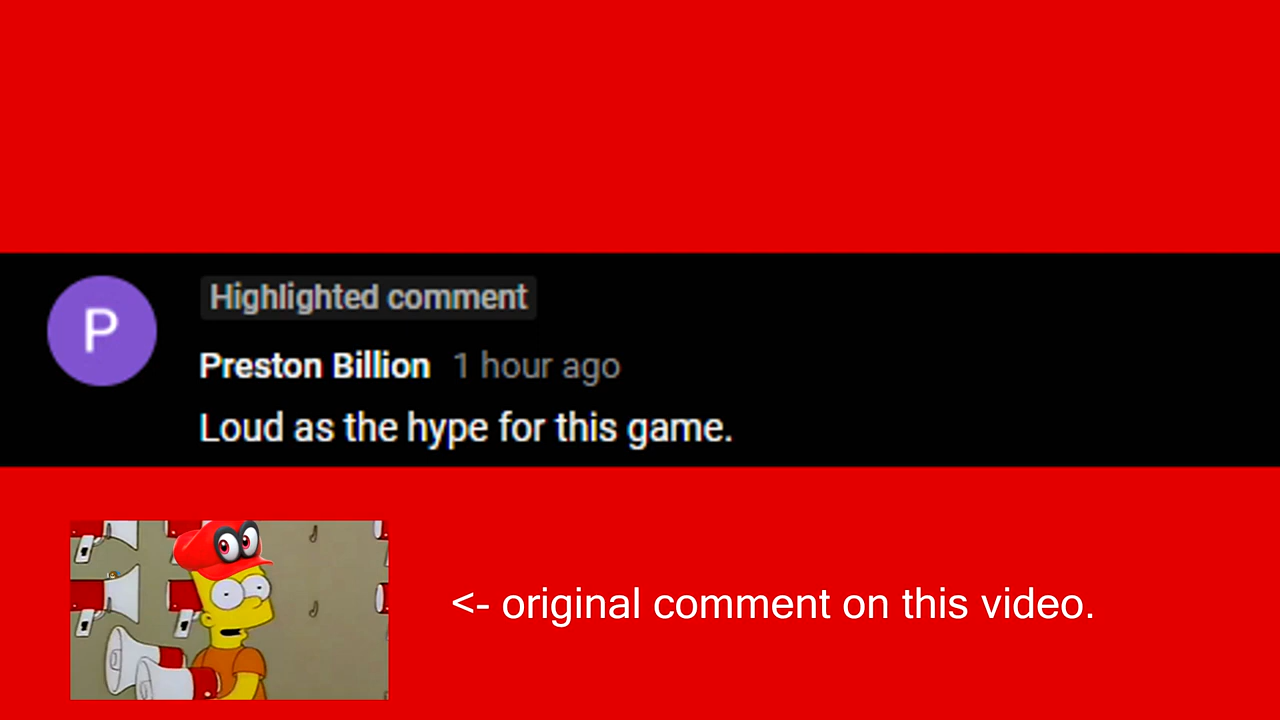 P
Highlighted comment
Preston Billion 1 hour ago
Loud as the hype for this game.
<- original comment on this video.